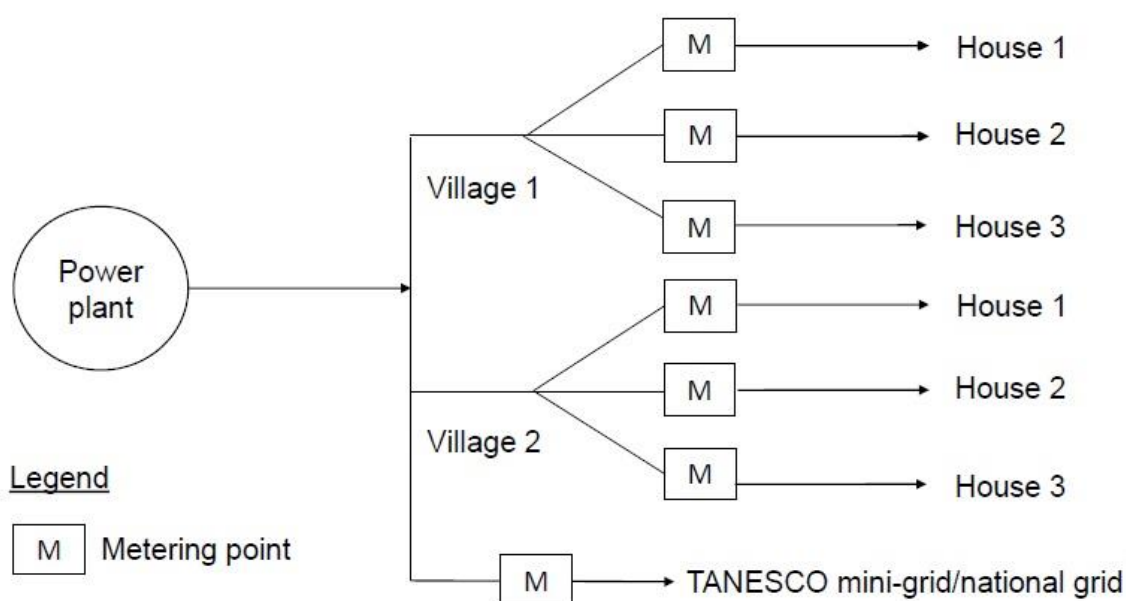 M
House 1
M
House 2
Village 1
M
House 3
Power
plant
M
House 1
M
House 2
Village 2
M
House 3
Legend
M
Metering point
M
TANESCO mini-grid/national grid